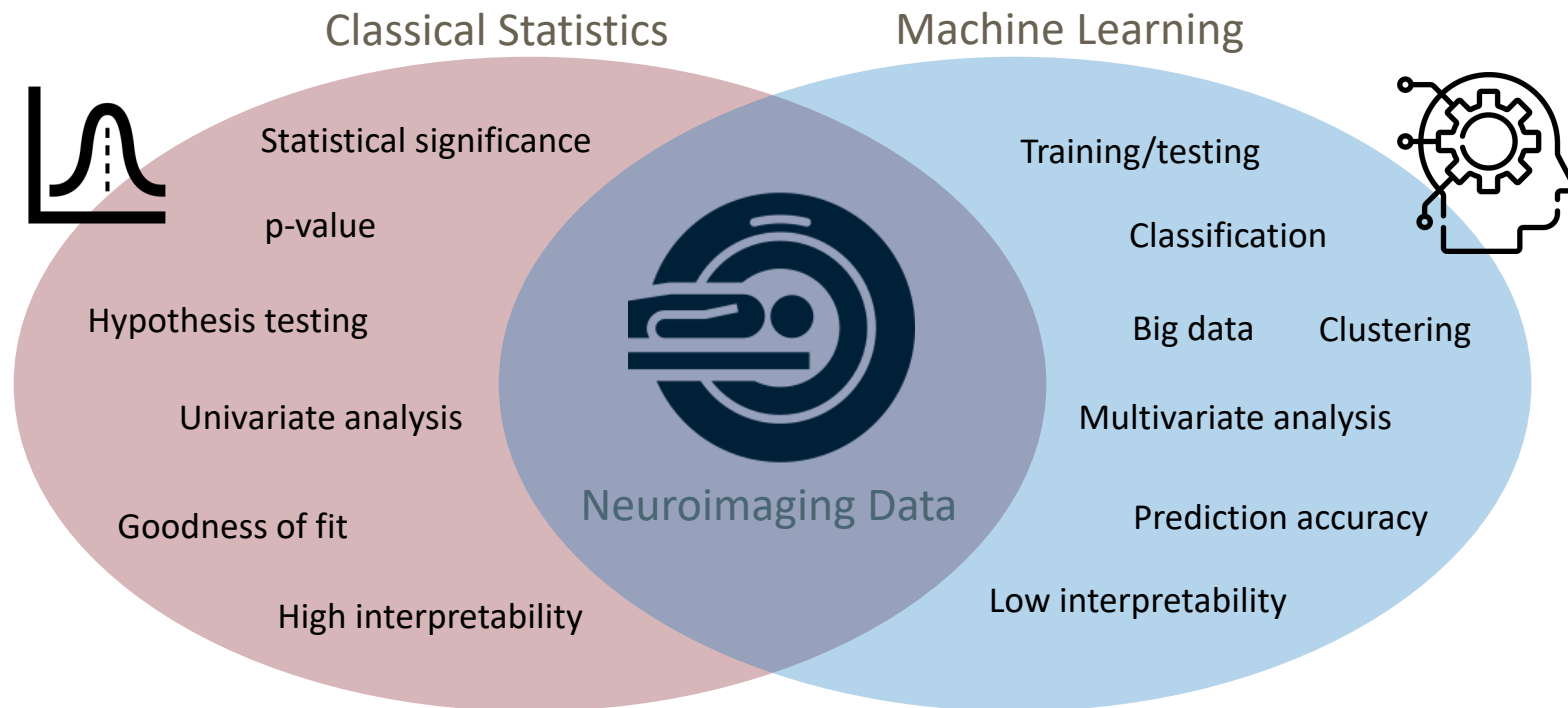 Classical Statistics
Machine Learning
Statistical significance
p-value
Hypothesis testing
Univariate analysis
Goodness of fit
High interpretability
Neuroimaging Data
Training/testing
Classification
Big data
Clustering
Multivariate analysis
Prediction accuracy
Low interpretability